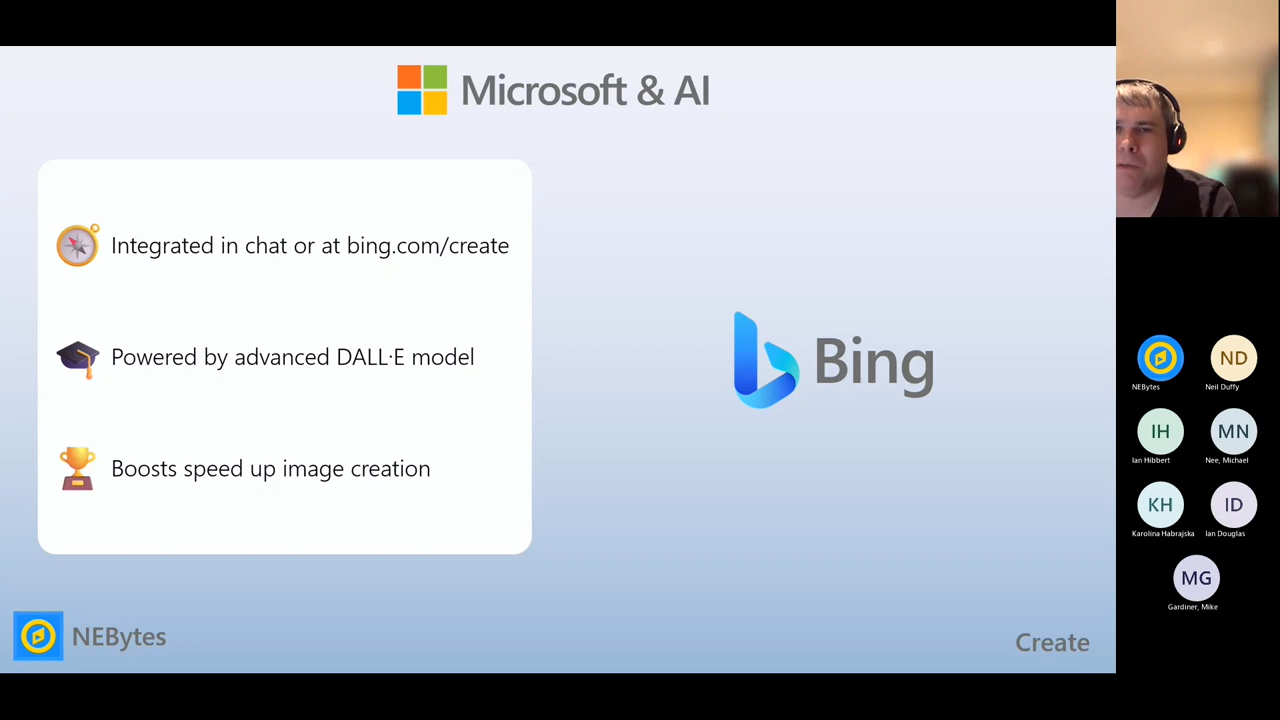 Microsoft & AI
Integrated in chat or at bing.com/create
Powered by advanced DALL·E model
Boosts speed up image creation
Bing
NEBytes
Create
NEBytes
ND
Neil Duffy
IH
Ian Hibbert
MN
Nee, Michael
KH
Karolina Habrajska
ID
Ian Douglas
MG
Gardiner, Mike